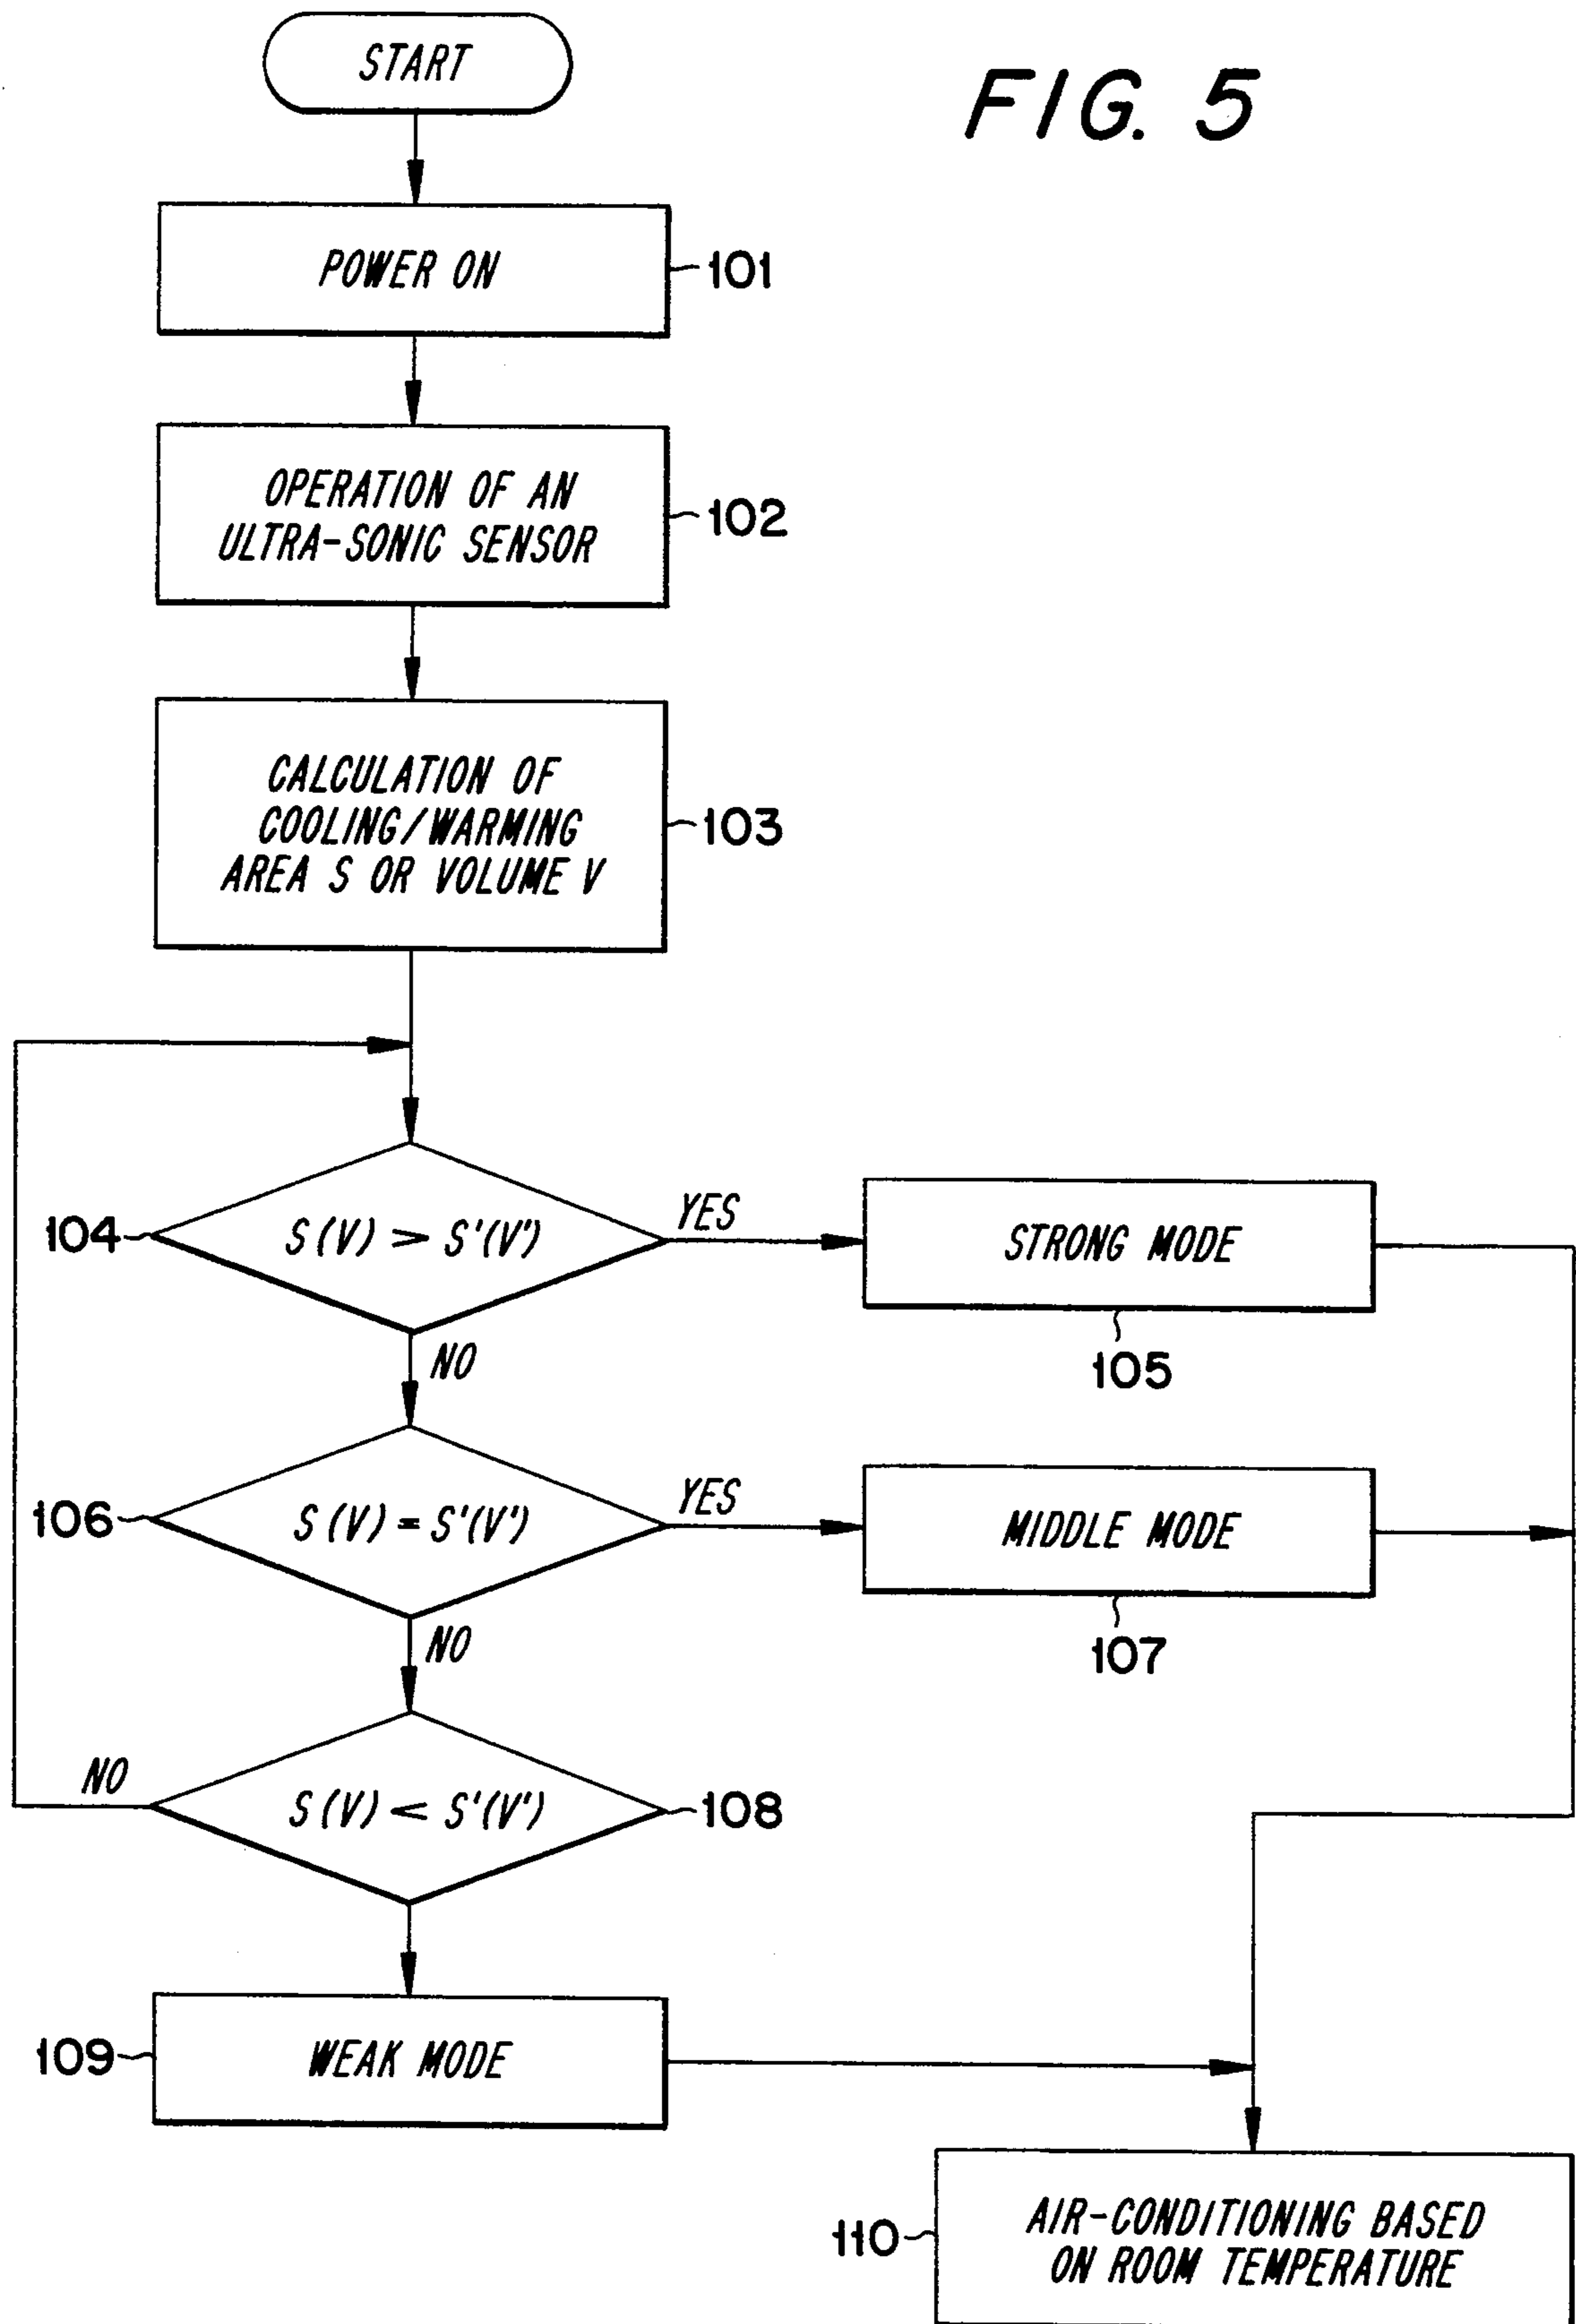 START
FIG. 5
POWER ON
101
OPERATION OF AN
ULTRA-SONIC SENSOR
102
CALCULATION OF
COOLING/WARMING
AREA S OR VOLUME V
103
104
S(V) > S'(V')
YES
STRONG MODE
105
NO
106
S(V) = S'(V')
YES
MIDDLE MODE
107
NO
NO
S(V) < S'(V')
108
109
WEAK MODE
110
AIR-CONDITIONING BASED
ON ROOM TEMPERATURE